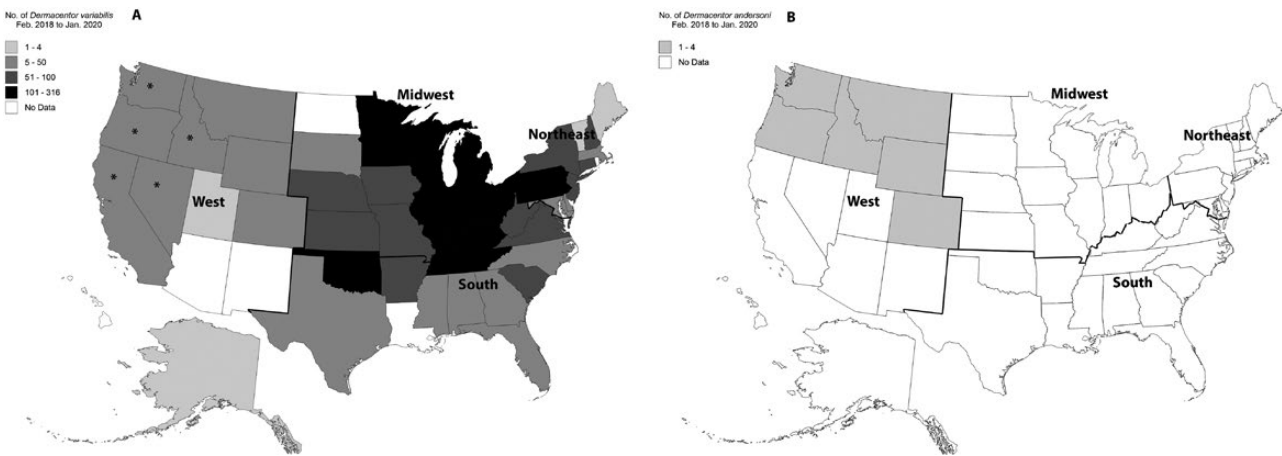 No. of Dermacentor variabilis
Feb. 2018 to Jan. 2020
A
1 - 4
5 - 50
51 - 100
101 - 316
No Data
Midwest
Northeast
West
South
*
*
*
*
*
No. of Dermacentor andersoni
Feb. 2018 to Jan. 2020
B
1 - 4
No Data
Midwest
Northeast
West
South